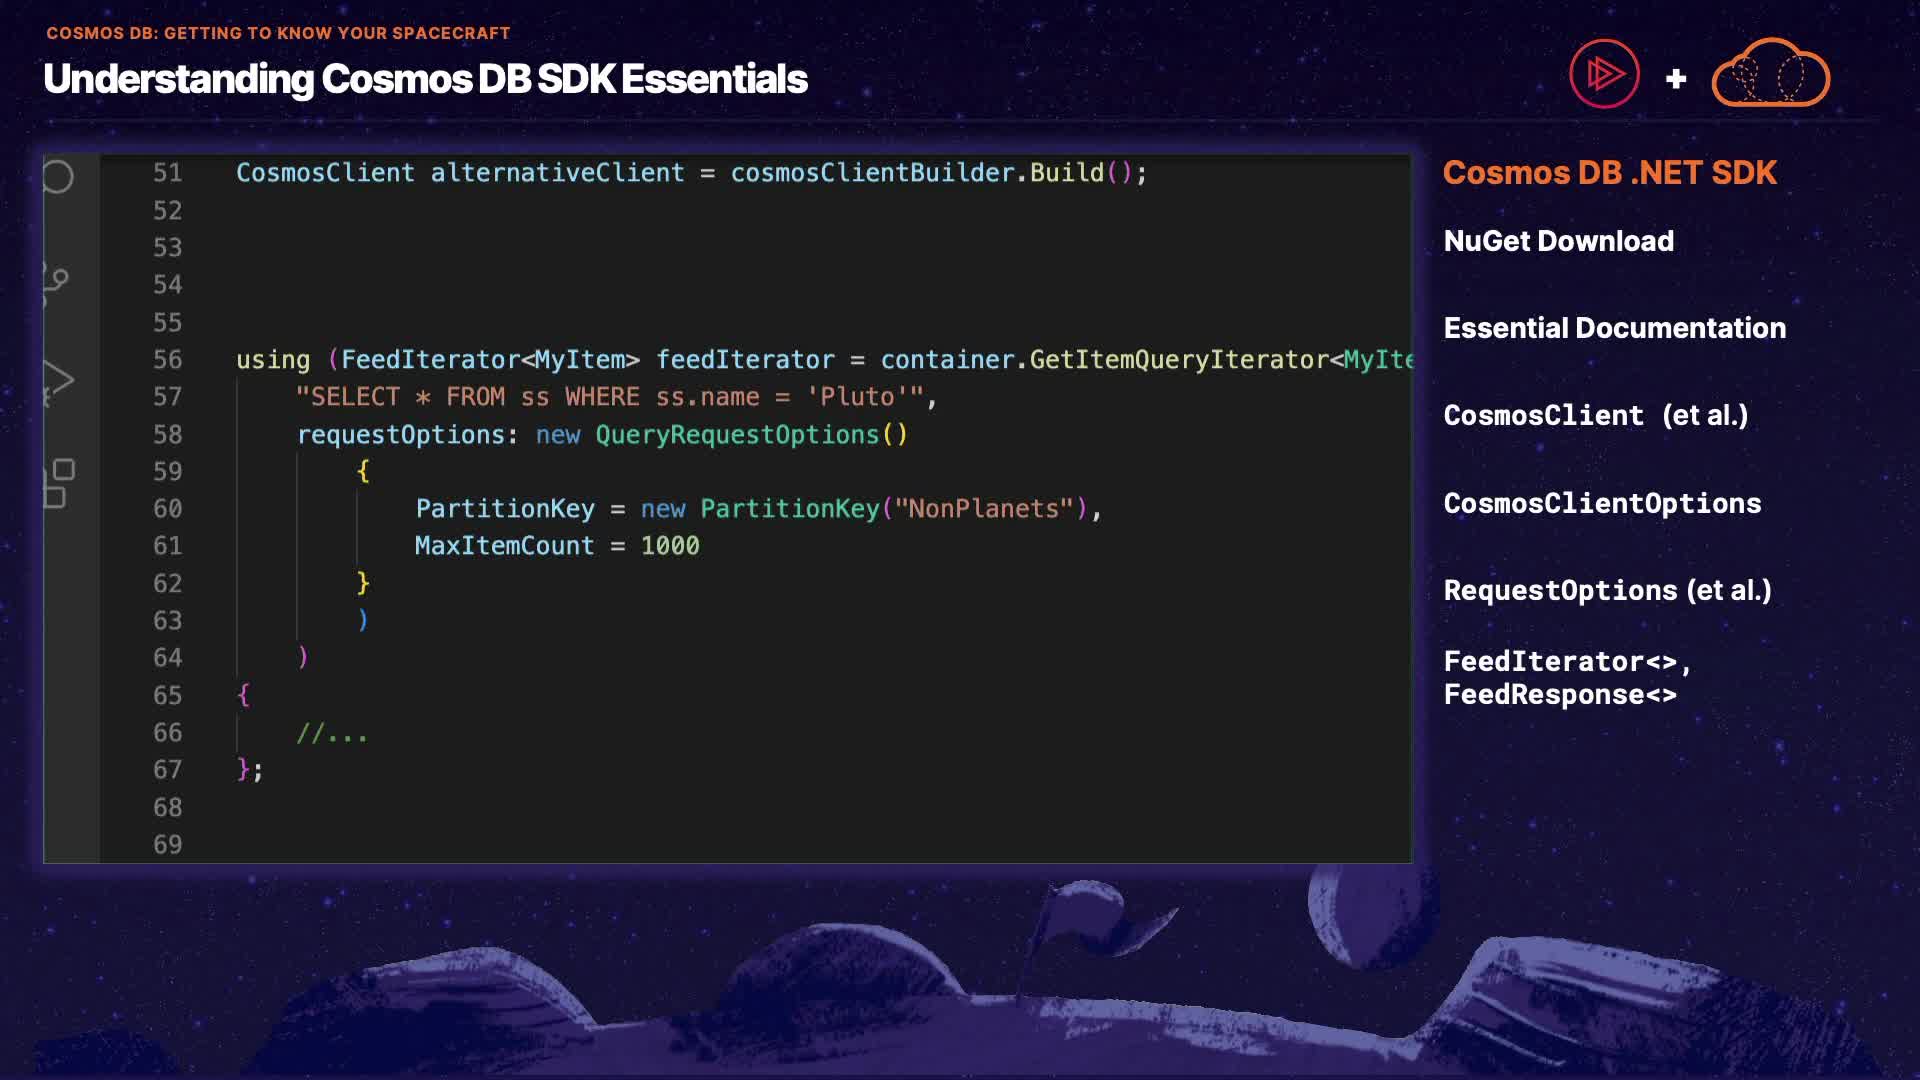 COSMOS DB: GETTING TO KNOW YOUR SPACECRAFT
Understanding Cosmos DB SDK Essentials
+
51 CosmosClient alternativeClient = cosmosClientBuilder.Build();
52
53
54
55
56 using (FeedIterator<MyItem> feedIterator = container.GetItemQueryIterator<MyIte
57 "SELECT * FROM ss WHERE ss.name = 'Pluto'",
58 requestOptions: new QueryRequestOptions()
59 {
60 PartitionKey = new PartitionKey("NonPlanets"),
61 MaxItemCount = 1000
62 }
63 )
64 )
65 {
66 //...
67 };
68
69
Cosmos DB .NET SDK
NuGet Download
Essential Documentation
CosmosClient (et al.)
CosmosClientOptions
RequestOptions (et al.)
FeedIterator<>,
FeedResponse<>